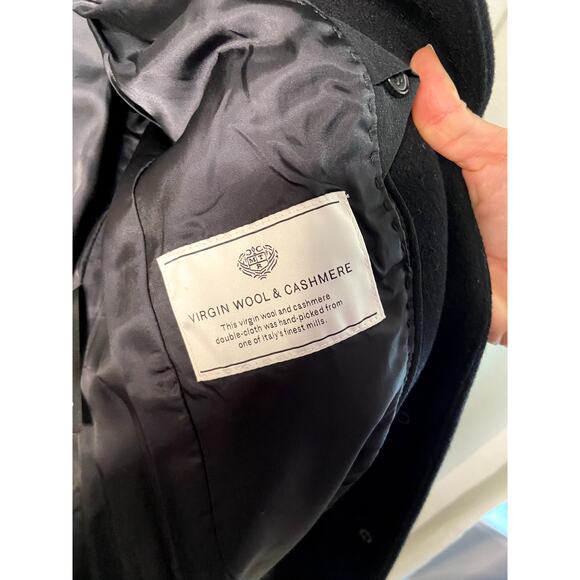 MTR
VIRGIN WOOL & CASHMERE
This virgin wool and cashmere
double-cloth was hand-picked from
one of Italy's finest mills.